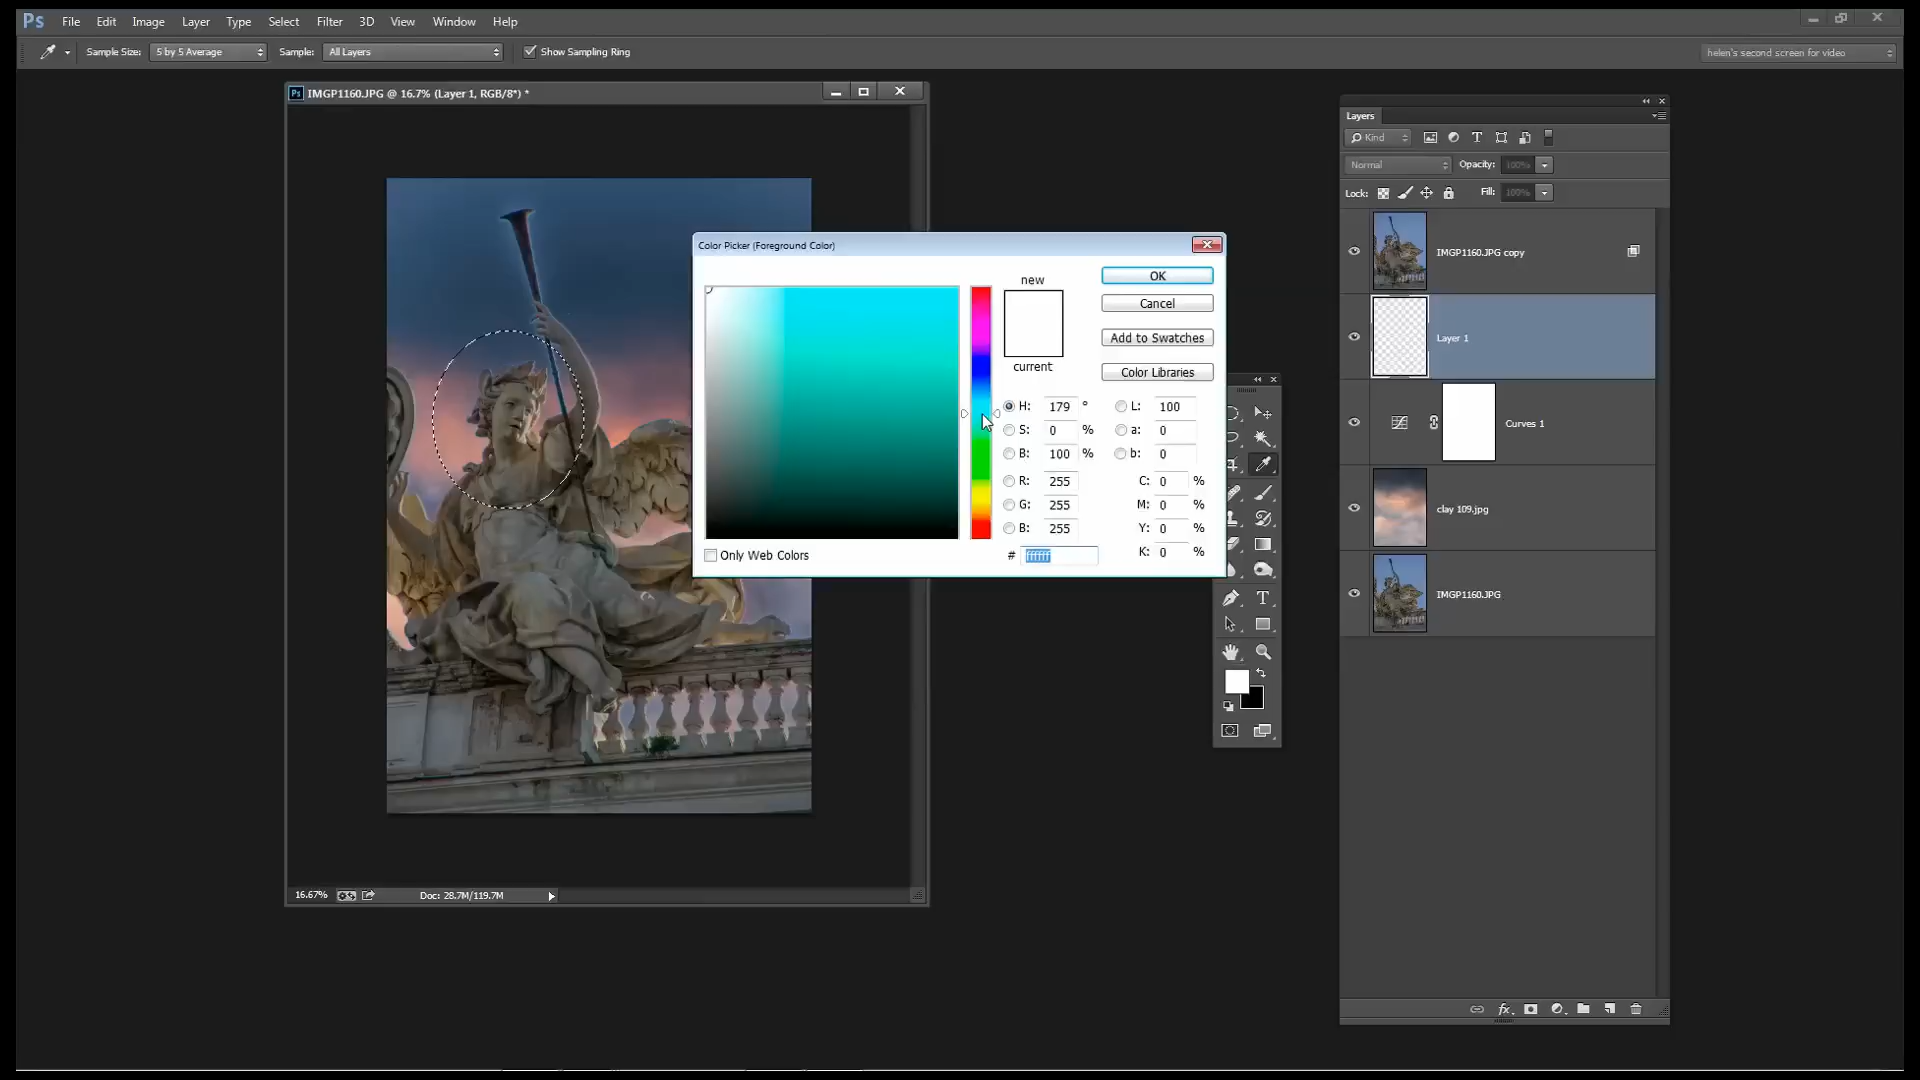 Ps File Edit Image Layer Type Select Filter 3D View Window Help
Sample Size: 5 by 5 Average Sample: All Layers Show Sampling Ring helen's second screen for video
Ps IMGP1160.JPG @ 16.7% (Layer 1, RGB/8*) *
Color Picker (Foreground Color)
new
current
OK
Cancel
Add to Swatches
Color Libraries
H: 179 °
S: 0 %
B: 100 %
R: 255
G: 255
B: 255
# ffffff
L: 100
a: 0
b: 0
C: 0 %
M: 0 %
Y: 0 %
K: 0 %
Only Web Colors
T
16.67% Doc: 28.7M/119.7M
Layers
Kind T
Normal Opacity: 100%
Lock: Fill: 100%
IMGP1160.JPG copy
Layer 1
Curves 1
clay 109.jpg
IMGP1160.JPG
fx